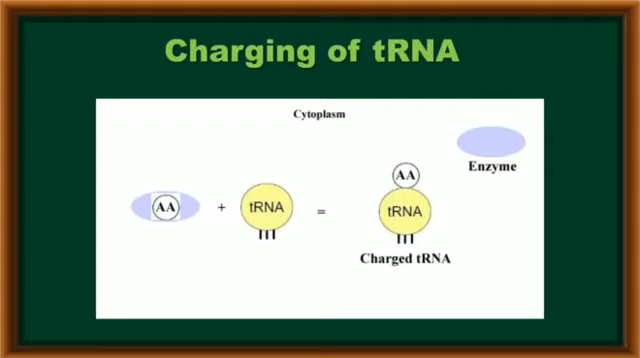 Charging of tRNA
Cytoplasm
Enzyme
AA
AA
+
tRNA
=
tRNA
Charged tRNA